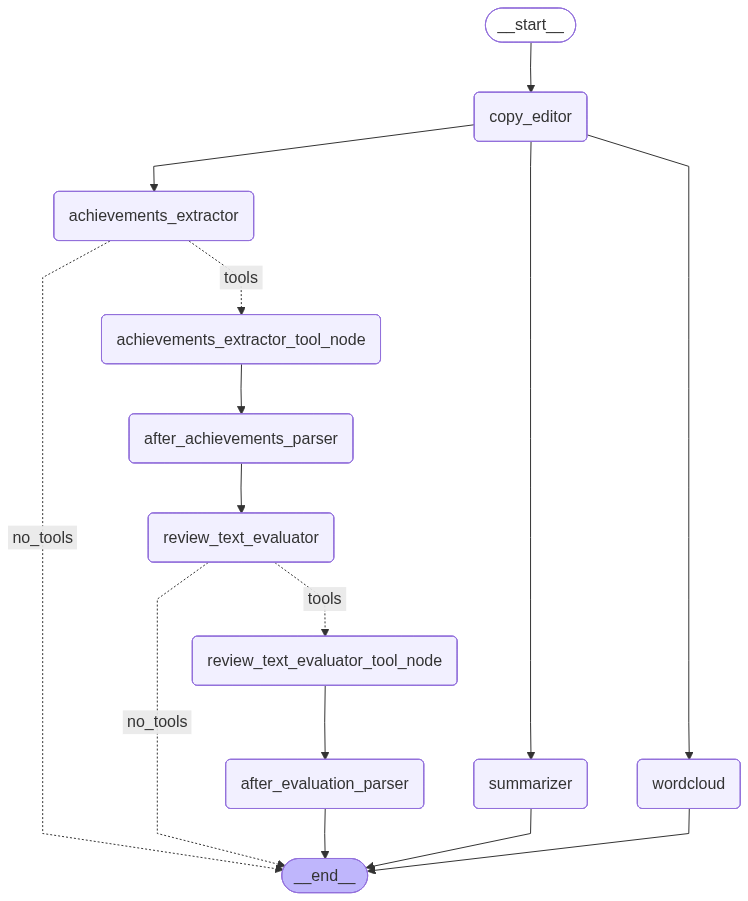 __start__
copy_editor
achievements_extractor
tools
achievements_extractor_tool_node
after_achievements_parser
no_tools
review_text_evaluator
tools
review_text_evaluator_tool_node
no_tools
after_evaluation_parser
summarizer
wordcloud
__end__